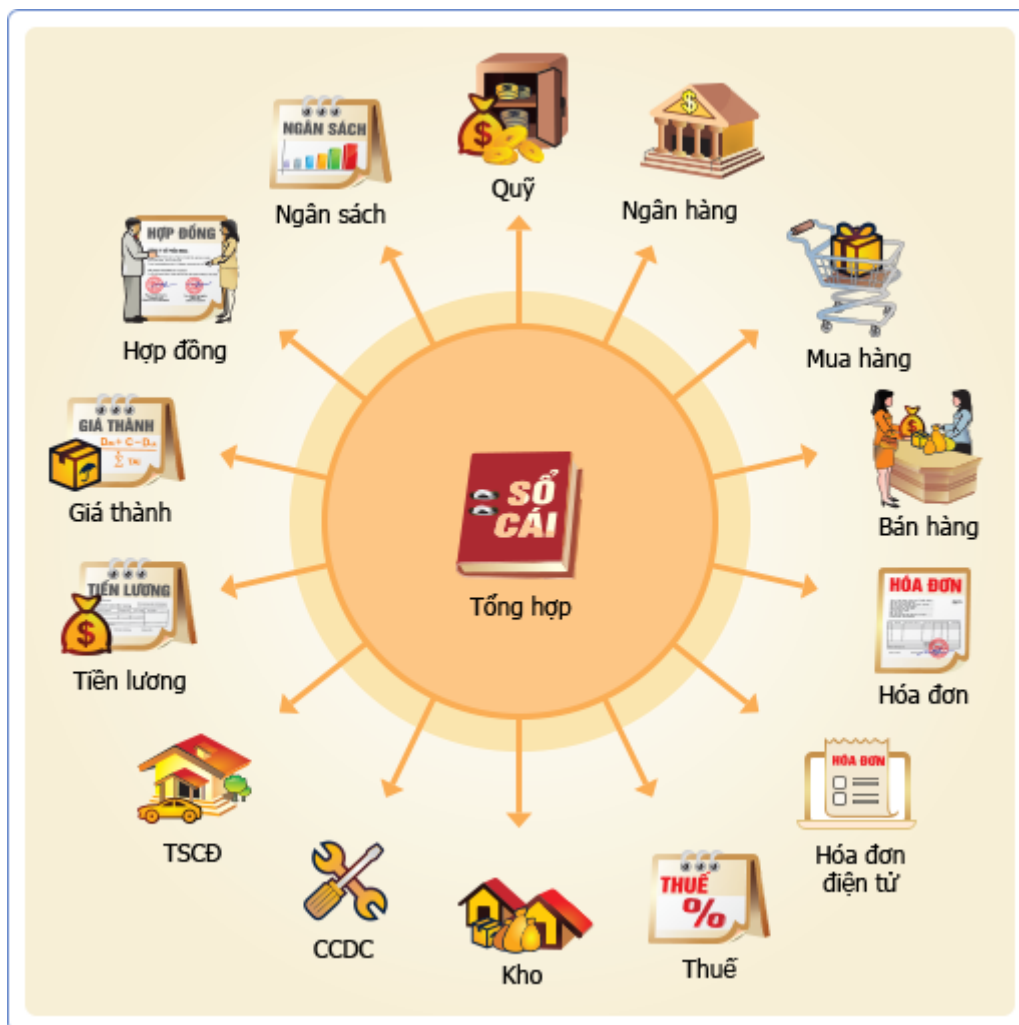 NGÂN SÁCH
Ngân sách
Quỹ
Ngân hàng
Mua hàng
Bán hàng
HÓA ĐƠN
Hóa đơn
HÓA ĐƠN
Hóa đơn
điện tử
THUẾ
%
Thuế
Kho
CCDC
TSCĐ
TIỀN LƯƠNG
Tiền lương
GIÁ THÀNH
Giá thành
HỢP ĐỒNG
Hợp đồng
SỔ
CÁI
Tổng hợp